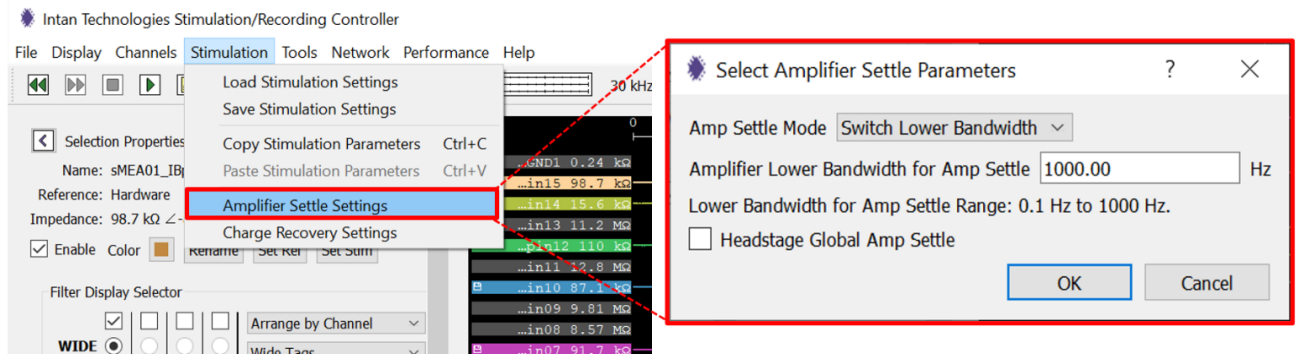 Intan Technologies Stimulation/Recording Controller
File Display Channels Stimulation Tools Network Performance Help
30 kHz
Load Stimulation Settings
Save Stimulation Settings
Copy Stimulation Parameters Ctrl+C
Paste Stimulation Parameters Ctrl+V
Amplifier Settle Settings
Charge Recovery Settings
Selection Properties
Name: sMEA01_IBp
Reference: Hardware
Impedance: 98.7 kΩ ∠-
Enable Color Rename Set Ref Set Stim
Filter Display Selector
Arrange by Channel
WIDE
Wide Tags
0
...GND1 0.24 kΩ
...in15 98.7 kΩ
...in14 15.6 kΩ
...in13 11.2 MΩ
...pin12 110 kΩ
...in11 12.8 MΩ
...in10 87.1 kΩ
...in09 9.81 MΩ
...in08 8.57 MΩ
...in07 91.7 kΩ
Select Amplifier Settle Parameters ? ×
Amp Settle Mode Switch Lower Bandwidth
Amplifier Lower Bandwidth for Amp Settle 1000.00 Hz
Lower Bandwidth for Amp Settle Range: 0.1 Hz to 1000 Hz.
Headstage Global Amp Settle
OK Cancel